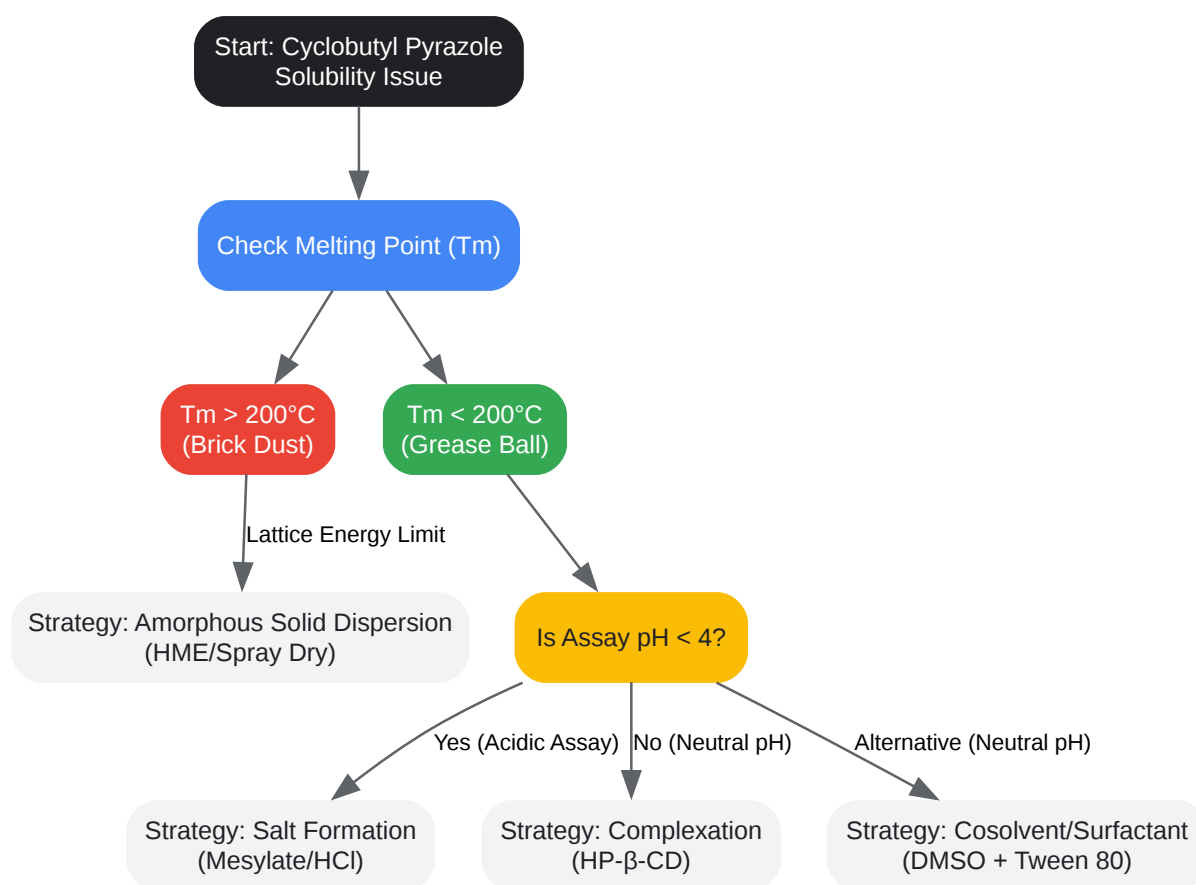 Start: Cyclobutyl Pyrazole
Solubility Issue
Check Melting Point (Tm)
Tm > 200°C
(Brick Dust)
Tm < 200°C
(Grease Ball)
Lattice Energy Limit
Strategy: Amorphous Solid Dispersion
(HME/Spray Dry)
Is Assay pH < 4?
Yes (Acidic Assay)
No (Neutral pH)
Alternative (Neutral pH)
Strategy: Salt Formation
(Mesylate/HCl)
Strategy: Complexation
(HP-β-CD)
Strategy: Cosolvent/Surfactant
(DMSO + Tween 80)